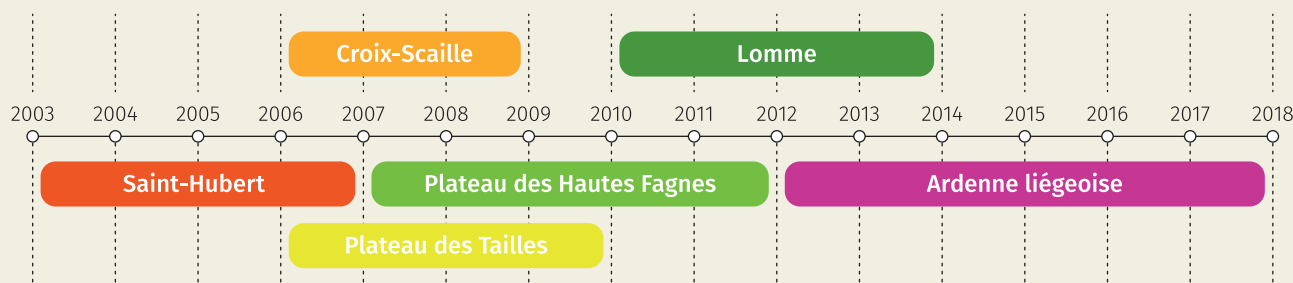 Croix-Scaille Lomme
2003 2004 2005 2006 2007 2008 2009 2010 2011 2012 2013 2014 2015 2016 2017 2018
Saint-Hubert Plateau des Hautes Fagnes Ardenne liégeoise
Plateau des Tailles